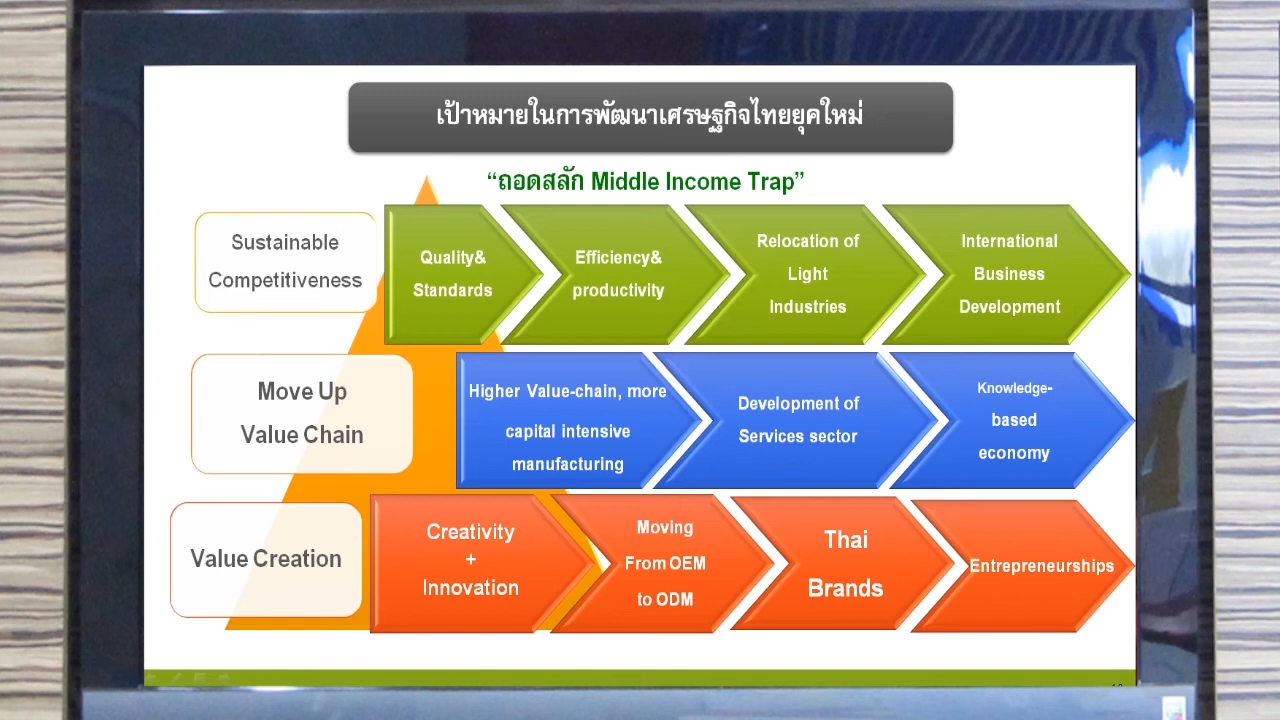 เป้าหมายในการพัฒนาเศรษฐกิจไทยยุคใหม่
“ถอดสลัก Middle Income Trap”
Sustainable
Competitiveness
Quality&
Standards
Efficiency&
productivity
Relocation of
Light
Industries
International
Business
Development
Move Up
Value Chain
Higher Value-chain, more
capital intensive
manufacturing
Development of
Services sector
Knowledge-
based
economy
Value Creation
Creativity
+
Innovation
Moving
From OEM
to ODM
Thai
Brands
Entrepreneurships